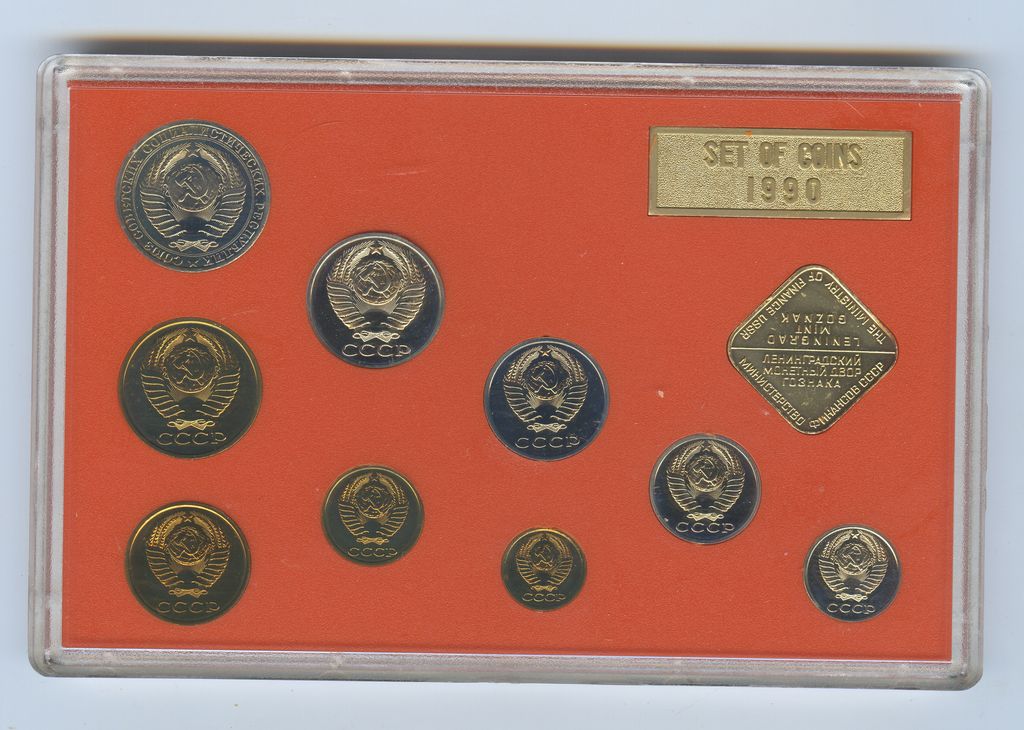 СОЮЗ СОВЕТСКИХ СОЦИАЛИСТИЧЕСКИХ РЕСПУБЛИК
SET OF COINS
1990
СССР
СССР
СССР
СССР
СССР
СССР
СССР
СССР
THE MINISTRY OF FINANCE USSR
LENINGRAD
MINT
GOZNAK
ЛЕНИНГРАДСКИЙ
МОНЕТНЫЙ ДВОР
ГОЗНАКА
МИНИСТЕРСТВО ФИНАНСОВ СССР